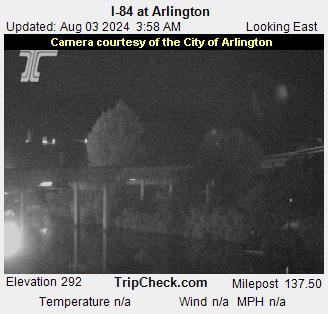 I-84 at Arlington
Updated: Aug 03 2024 3:58 AM Looking East
Camera courtesy of the City of Arlington
Elevation 292 TripCheck.com Milepost 137.50
Temperature n/a Wind n/a MPH n/a